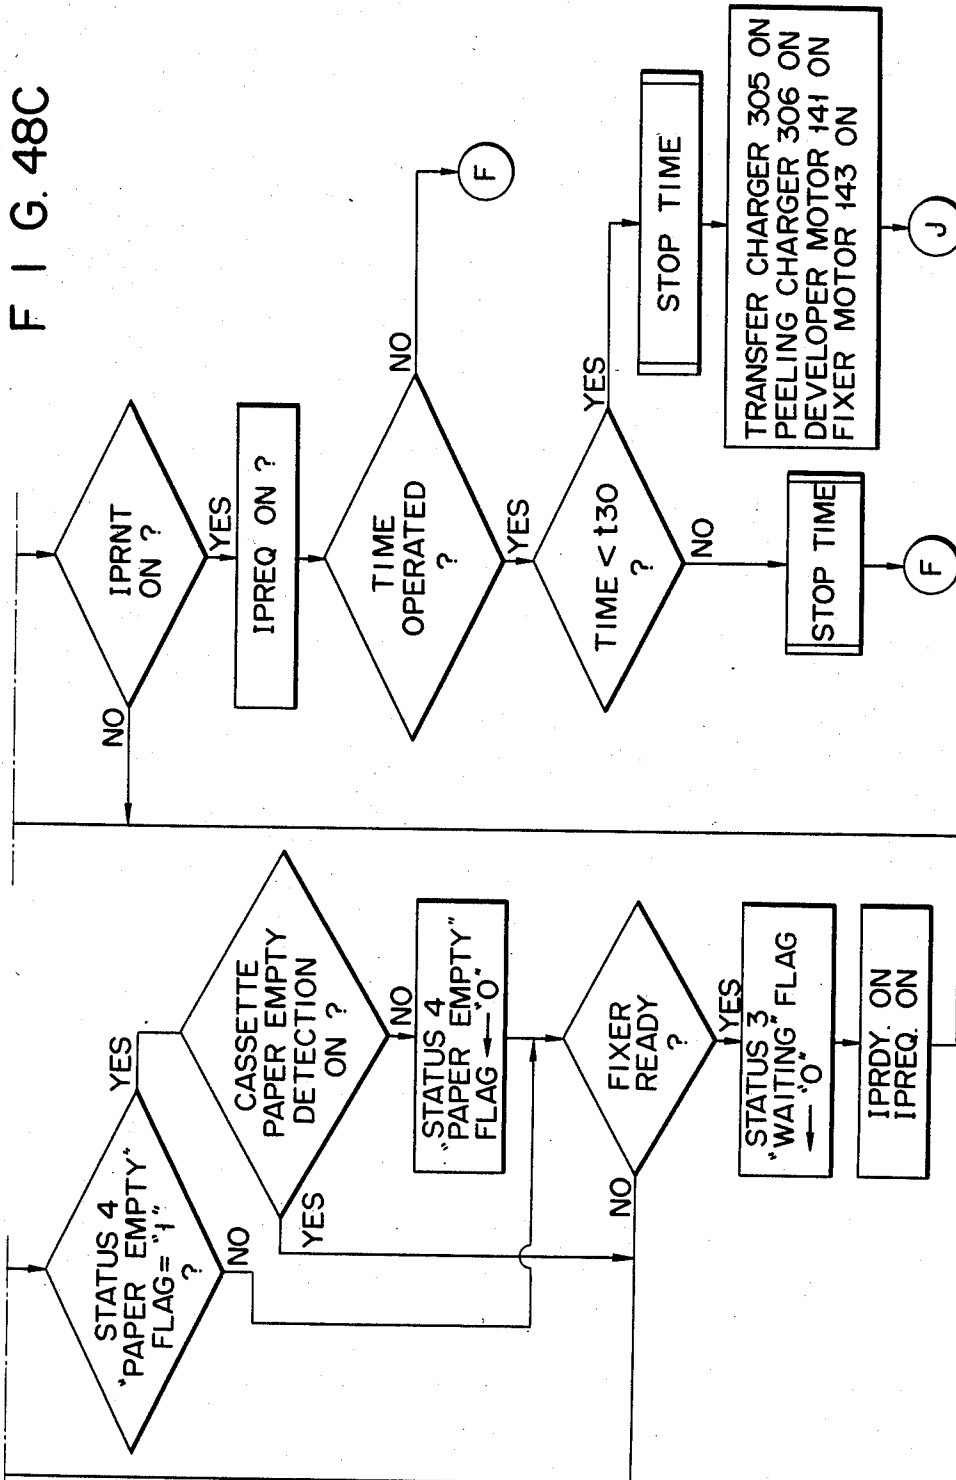 F I G. 48C
STATUS 4
"PAPER EMPTY"
FLAG = "1"
?
YES
NO
CASSETTE
PAPER EMPTY
DETECTION
ON ?
YES
NO
"STATUS 4
PAPER EMPTY"
FLAG ← "0"
FIXER
READY
?
NO
YES
STATUS 3
"WAITING" FLAG
← "0"
IPRDY. ON
IPREQ. ON
IPRNT
ON ?
NO
YES
IPREQ ON ?
TIME
OPERATED
?
NO
F
YES
TIME < t30
?
YES
NO
STOP TIME
F
STOP TIME
TRANSFER CHARGER 305 ON
PEELING CHARGER 306 ON
DEVELOPER MOTOR 141 ON
FIXER MOTOR 143 ON
J